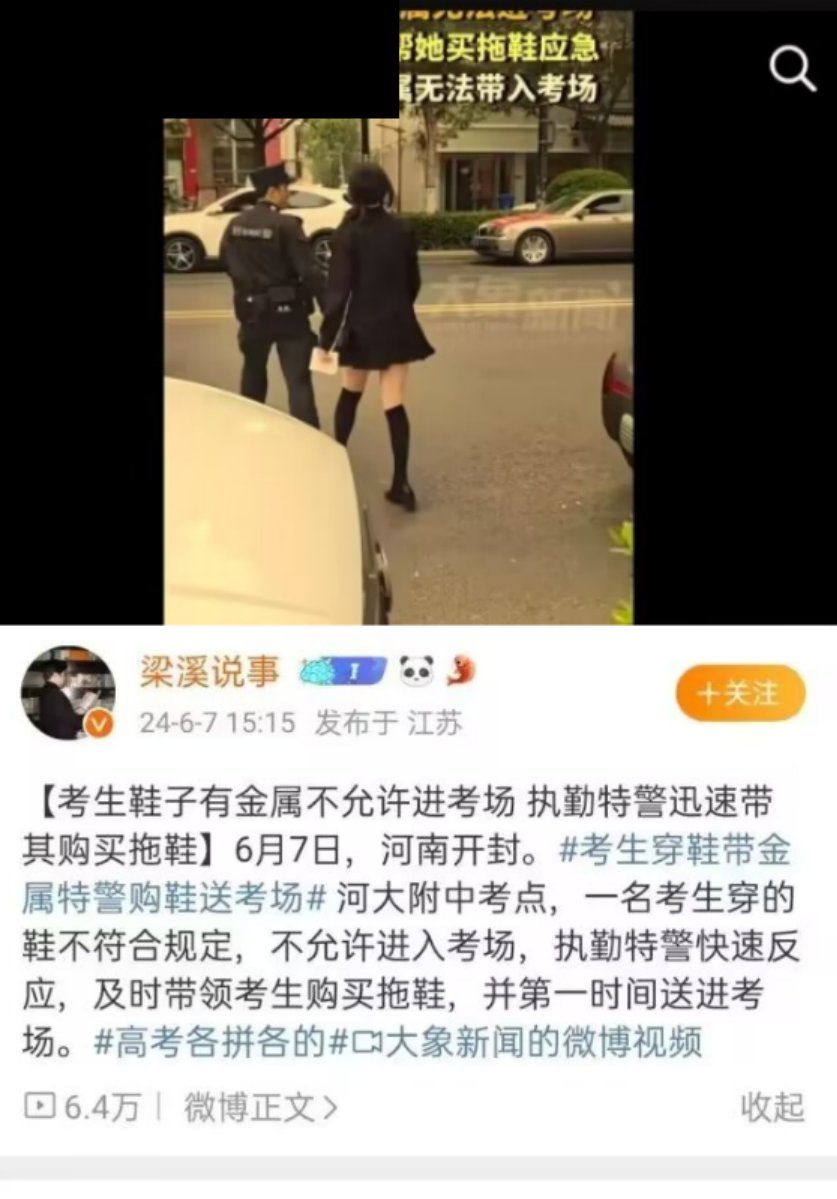 帮她买拖鞋应急
属无法带入考场
大象新闻
梁溪说事
I
24-6-7 15:15 发布于 江苏
+关注
【考生鞋子有金属不允许进考场 执勤特警迅速带
其购买拖鞋】6月7日，河南开封。#考生穿鞋带金
属特警购鞋送考场# 河大附中考点，一名考生穿的
鞋不符合规定，不允许进入考场，执勤特警快速反
应，及时带领考生购买拖鞋，并第一时间送进考
场。#高考各拼各的#大象新闻的微博视频
6.4万 | 微博正文>
收起